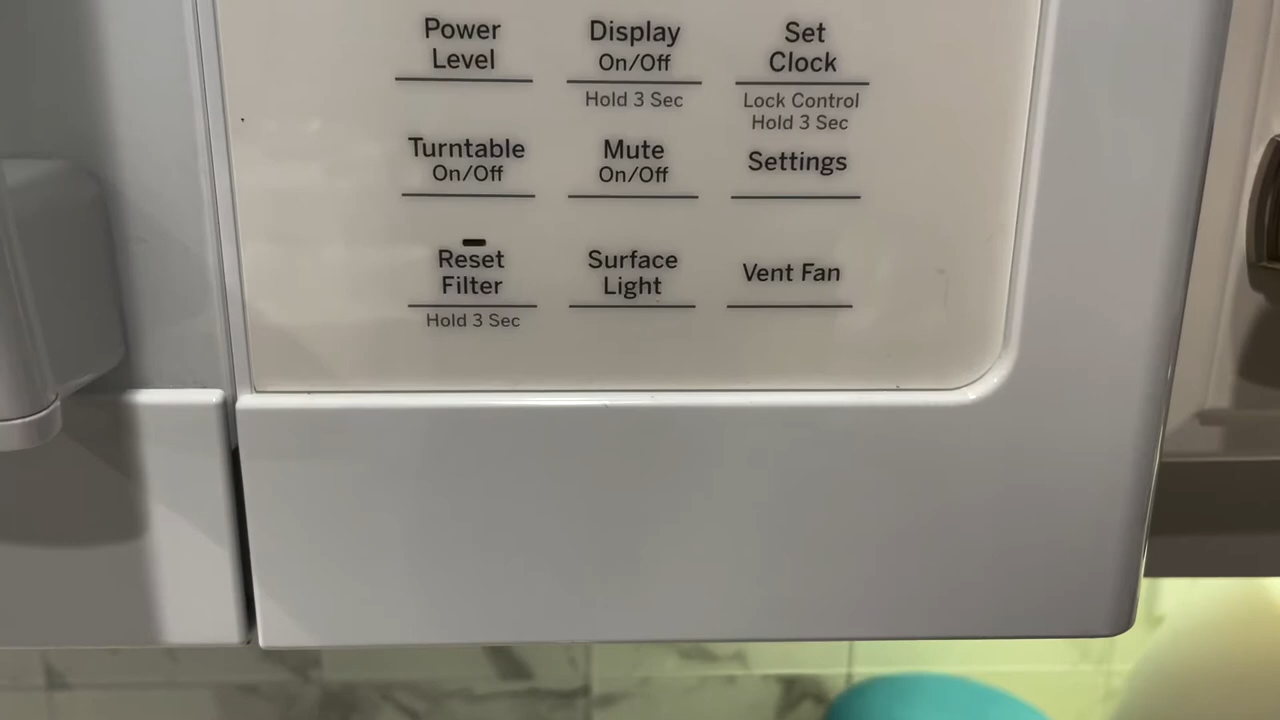 Power
Level
Display
On/Off
Hold 3 Sec
Set
Clock
Lock Control
Hold 3 Sec
Turntable
On/Off
Mute
On/Off
Settings
Reset
Filter
Hold 3 Sec
Surface
Light
Vent Fan